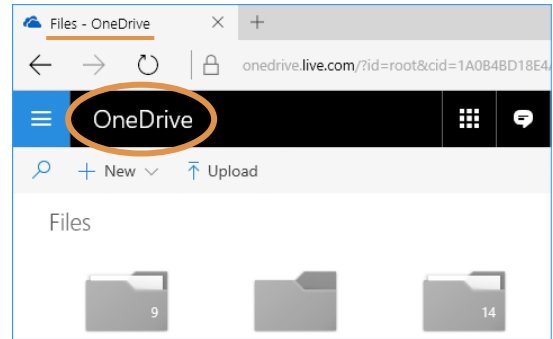 Files - OneDrive
onedrive.live.com/?id=root&cid=1A0B4BD18E4
OneDrive
New Upload
Files
9 14